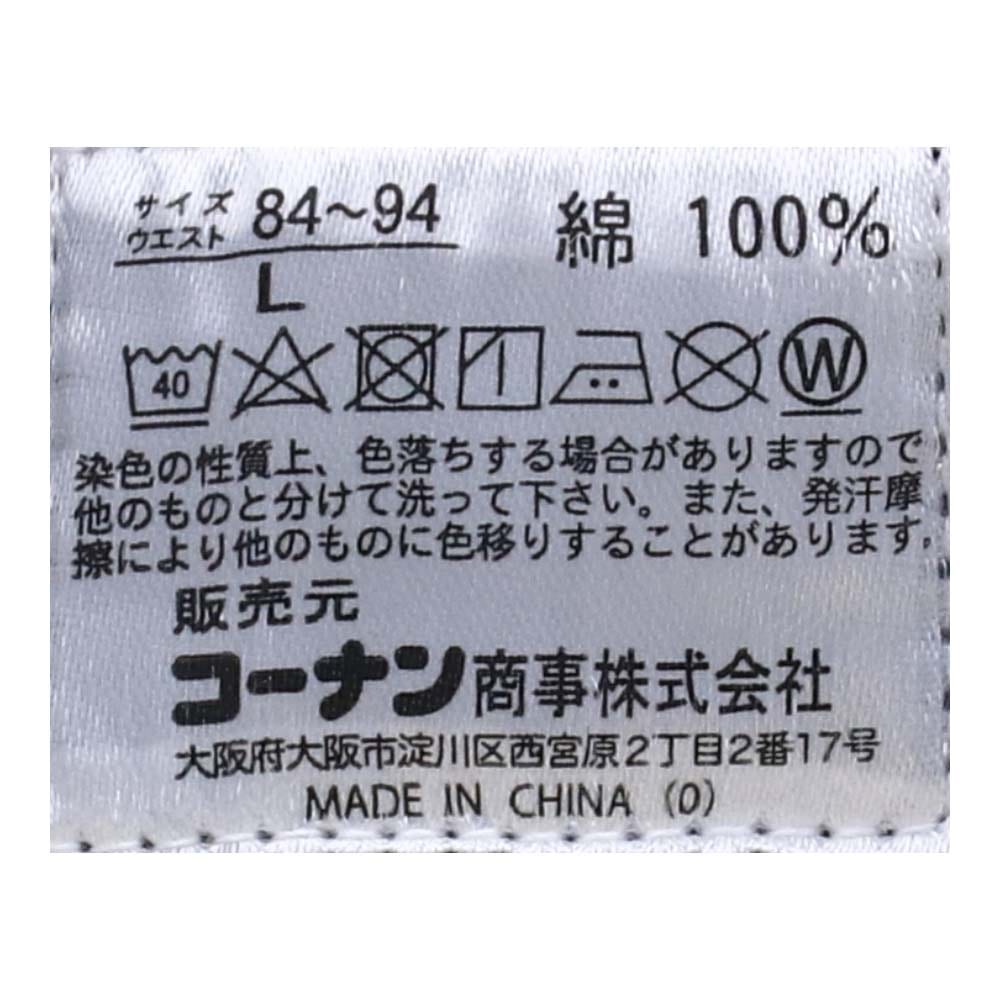 サイズ
ウエスト 84～94 綿 100%
L
40 W
染色の性質上、色落ちする場合がありますので
他のものと分けて洗って下さい。また、発汗摩
擦により他のものに色移りすることがあります。
販売元
コーナン商事株式会社
大阪府大阪市淀川区西宮原2丁目2番17号
MADE IN CHINA (0)